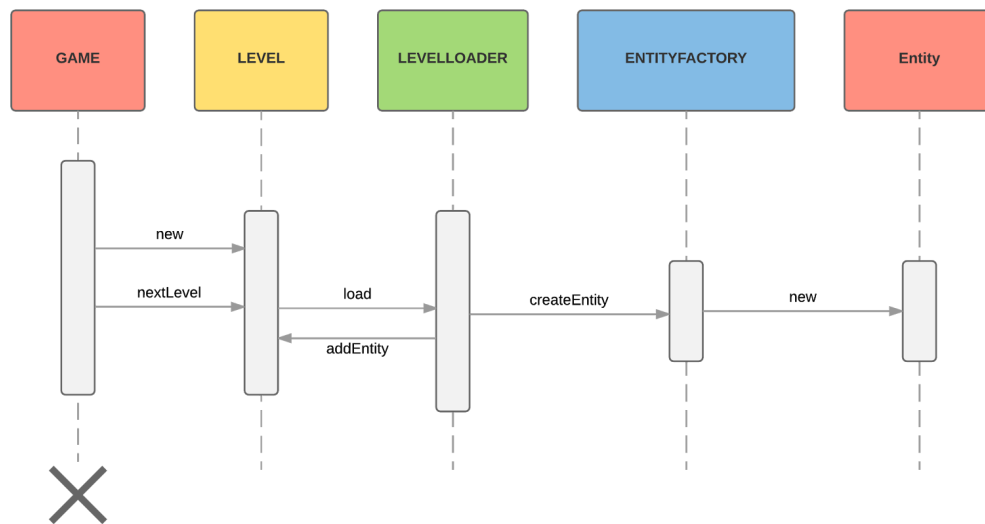 GAME
LEVEL
LEVELLOADER
ENTITYFACTORY
Entity
new
nextLevel
load
createEntity
new
addEntity